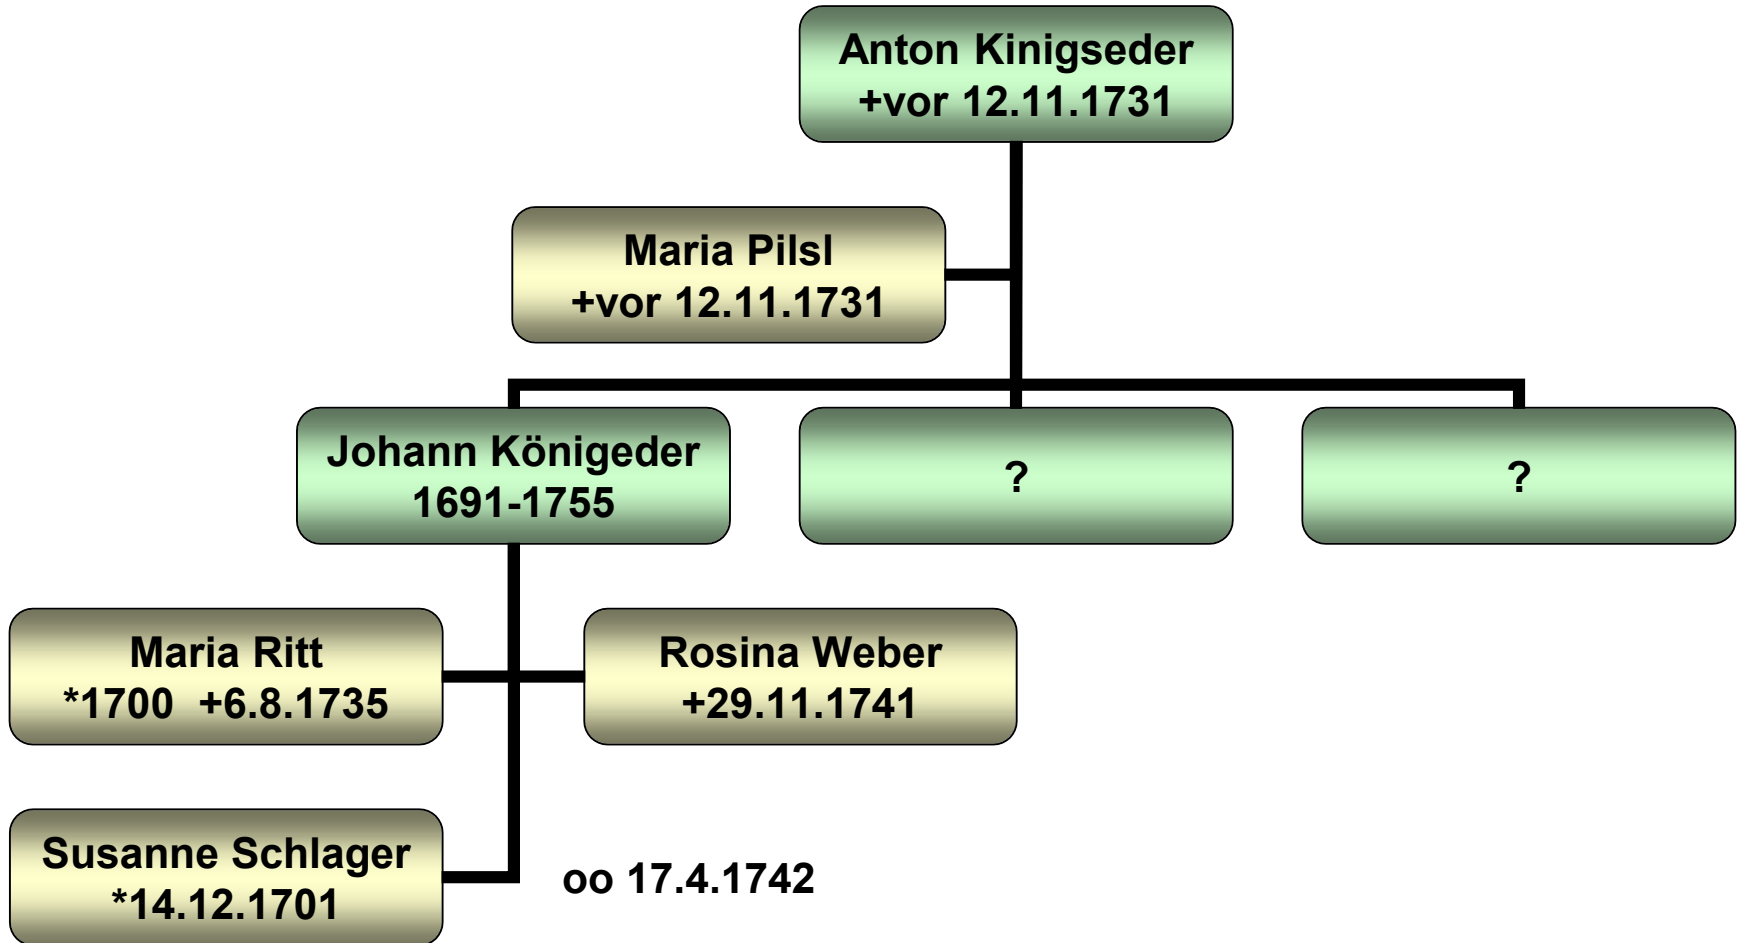 Anton Kinigseder
+vor 12.11.1731
Maria Pilsl
+vor 12.11.1731
Johann Königeder
1691-1755
?
?
Maria Ritt
*1700 +6.8.1735
Rosina Weber
+29.11.1741
Susanne Schlager
*14.12.1701
oo 17.4.1742